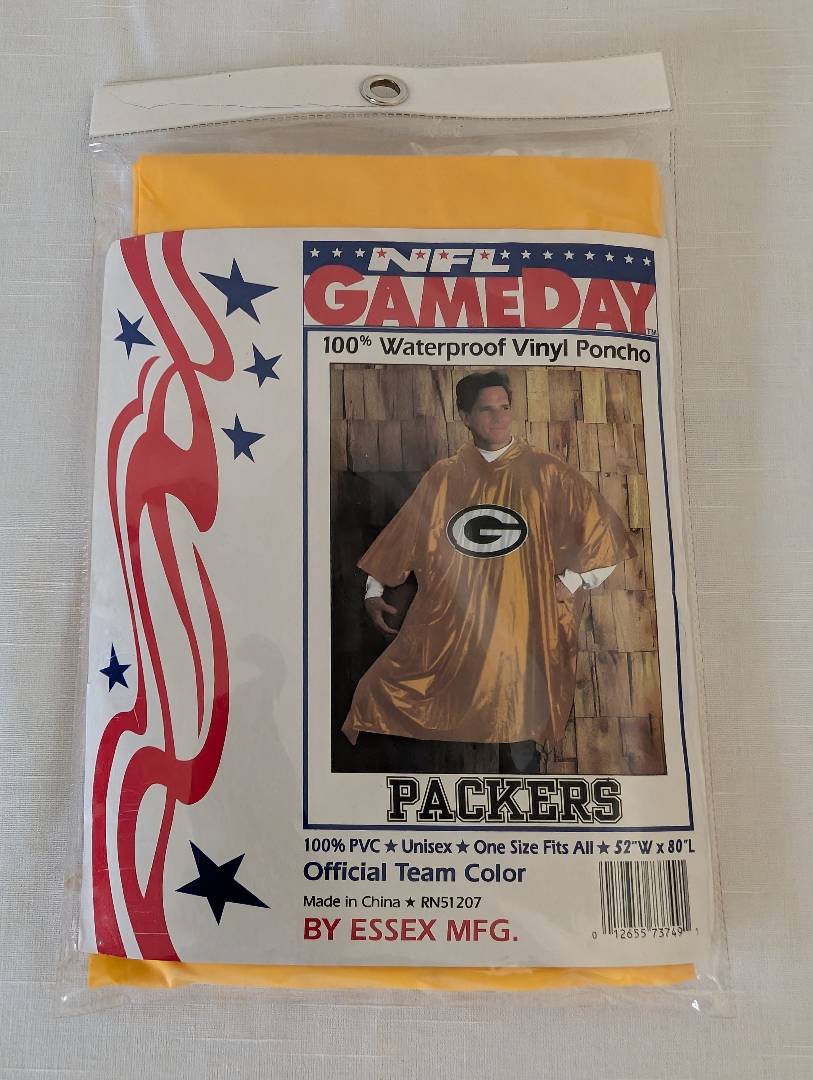 NFL
GAMEDAY™
100% Waterproof Vinyl Poncho
G
PACKERS
100% PVC ★ Unisex ★ One Size Fits All ★ 52"W x 80"L
Official Team Color
Made in China ★ RN51207
BY ESSEX MFG.
0 12655 73749 1